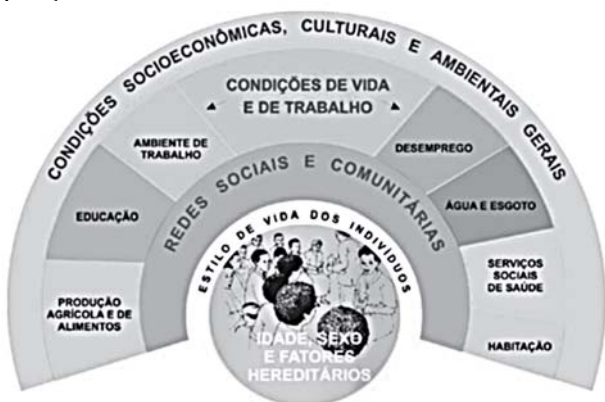 CONDIÇÕES SOCIOECONÔMICAS, CULTURAIS E AMBIENTAIS GERAIS
CONDIÇÕES DE VIDA
E DE TRABALHO
AMBIENTE DE
TRABALHO
DESEMPREGO
EDUCAÇÃO
ÁGUA E ESGOTO
PRODUÇÃO
AGRÍCOLA E DE
ALIMENTOS
SERVIÇOS
SOCIAIS
DE SAÚDE
HABITAÇÃO
REDES SOCIAIS E COMUNITÁRIAS
ESTILO DE VIDA DOS INDIVÍDUOS
IDADE, SEXO
E FATORES
HEREDITÁRIOS